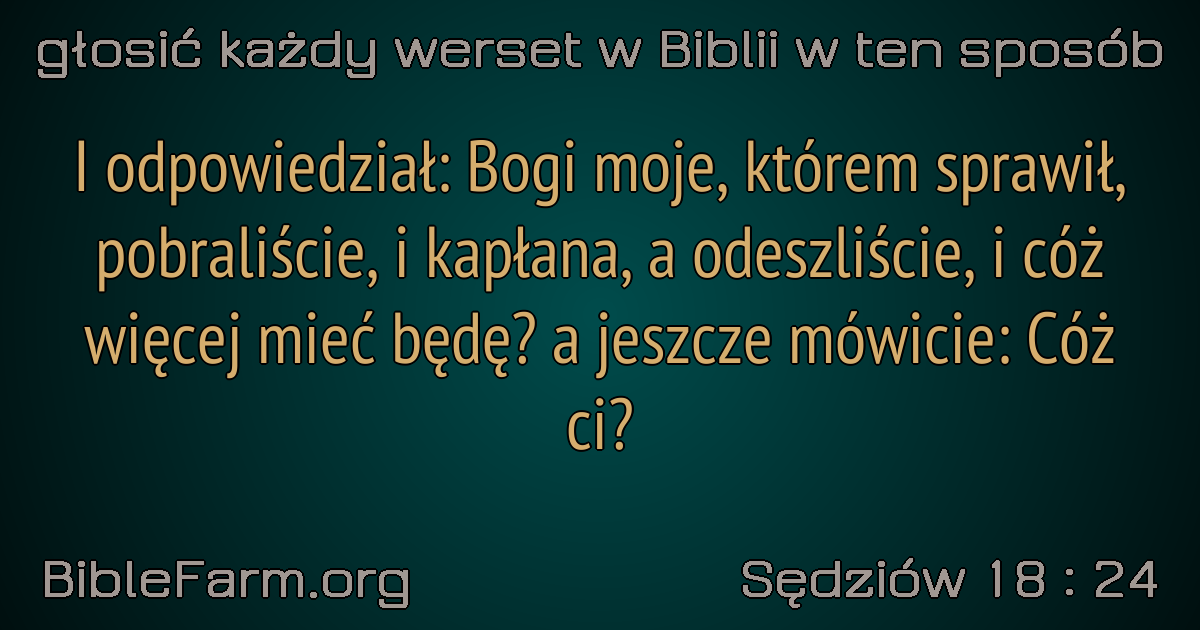 głosić każdy werset w Biblii w ten sposób
I odpowiedział: Bogi moje, którem sprawił,
pobraliście, i kapłana, a odeszliście, i cóż
więcej mieć będę? a jeszcze mówicie: Cóż
ci?
BibleFarm.org
Sędziów 18 : 24